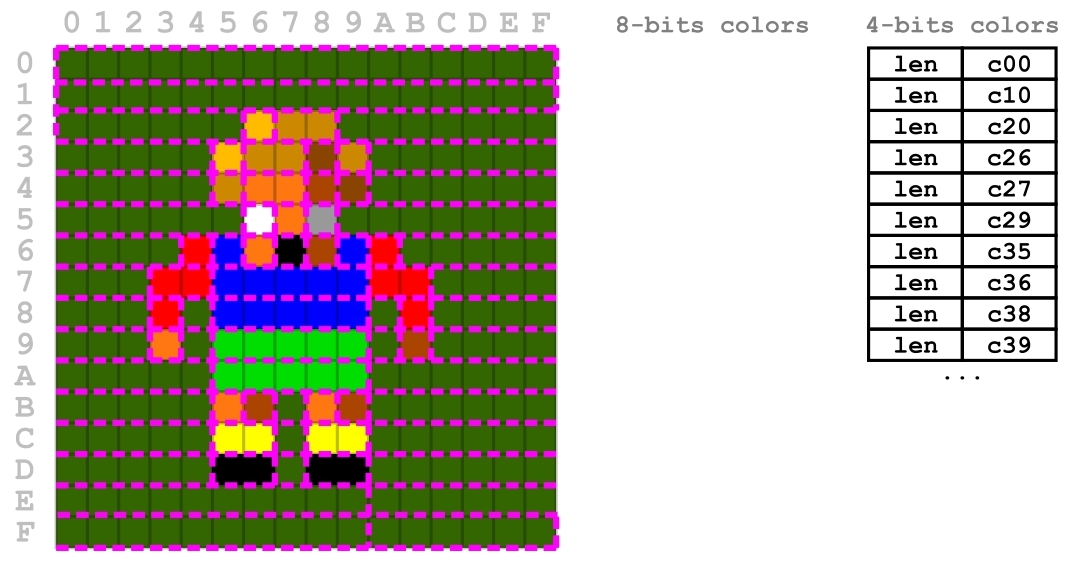 0 1 2 3 4 5 6 7 8 9 A B C D E F
8-bits colors
4-bits colors
0
1
2
3
4
5
6
7
8
9
A
B
C
D
E
F
len c00
len c10
len c20
len c26
len c27
len c29
len c35
len c36
len c38
len c39
...